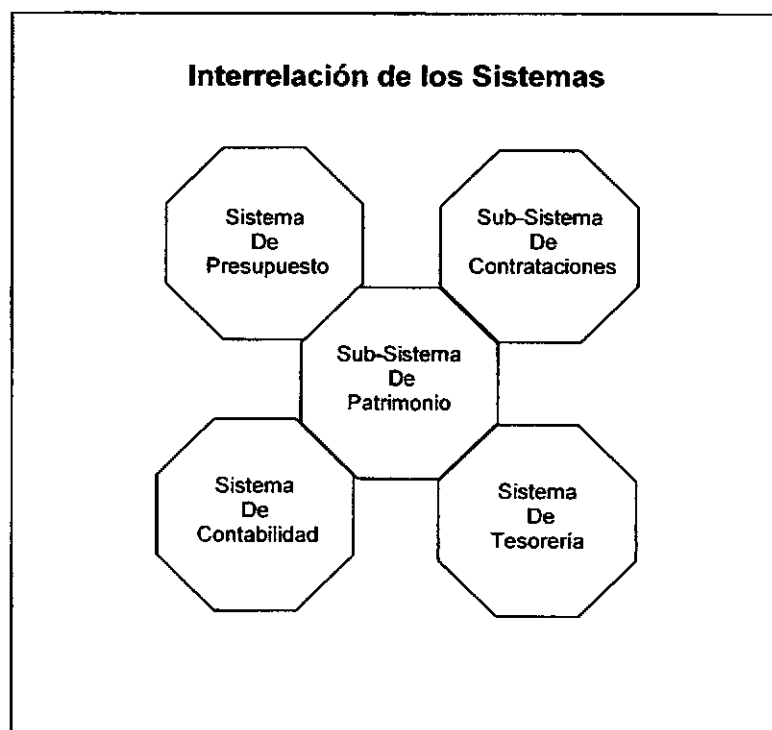 Interrelación de los Sistemas
Sistema
De
Presupuesto
Sub-Sistema
De
Contrataciones
Sub-Sistema
De
Patrimonio
Sistema
De
Contabilidad
Sistema
De
Tesorería